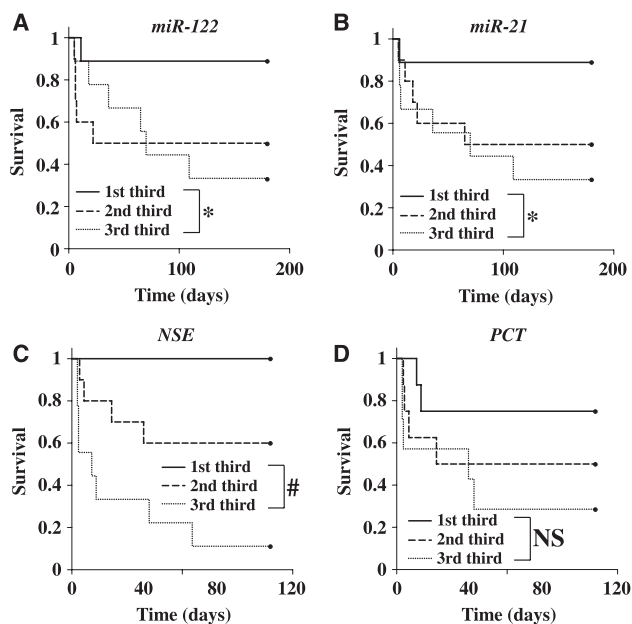 A
miR-122
1
0.8
0.6
0.4
0.2
0
Survival
1st third
2nd third
3rd third
*
0
100
200
Time (days)
B
miR-21
1
0.8
0.6
0.4
0.2
0
Survival
1st third
2nd third
3rd third
*
0
100
200
Time (days)
C
NSE
1
0.8
0.6
0.4
0.2
0
Survival
1st third
2nd third
3rd third
#
0
40
80
120
Time (days)
D
PCT
1
0.8
0.6
0.4
0.2
0
Survival
1st third
2nd third
3rd third
NS
0
40
80
120
Time (days)